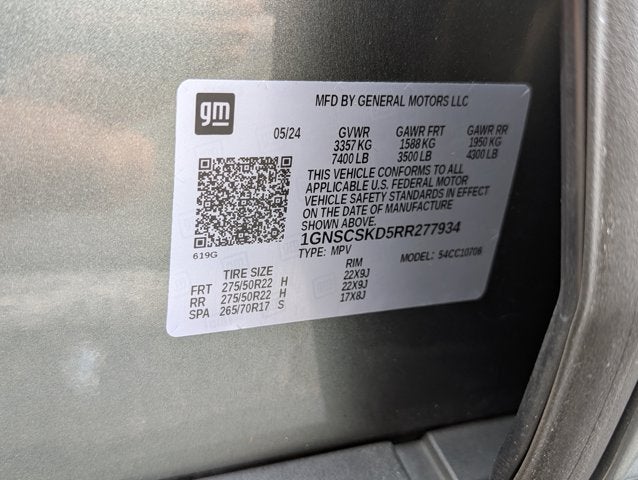 gm
MFD BY GENERAL MOTORS LLC
05/24 GVWR GAWR FRT GAWR RR
3357 KG 1588 KG 1950 KG
7400 LB 3500 LB 4300 LB
THIS VEHICLE CONFORMS TO ALL
APPLICABLE U.S. FEDERAL MOTOR
VEHICLE SAFETY STANDARDS IN EFFECT
ON THE DATE OF MANUFACTURE
SHOWN ABOVE.
1GNSCSKD5RR277934
619G
TYPE: MPV MODEL: 54CC10706
TIRE SIZE RIM
FRT 275/50R22 H 22X9J
RR 275/50R22 H 22X9J
SPA 265/70R17 S 17X8J